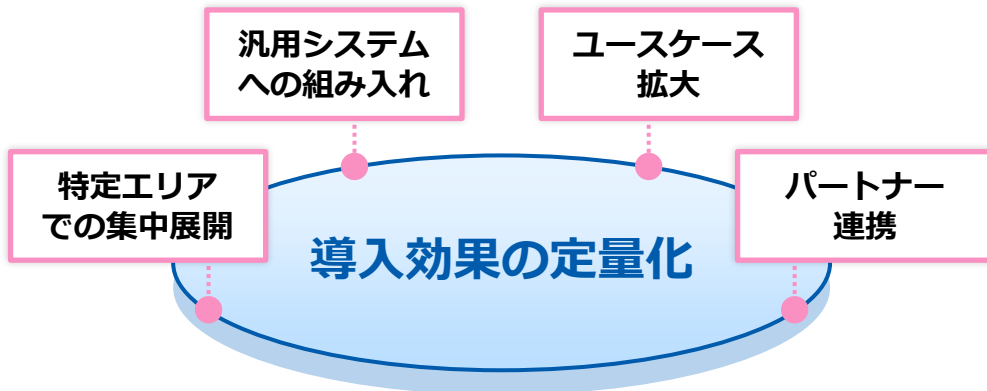 汎用システム
への組み入れ
ユースケース
拡大
特定エリア
での集中展開
パートナー
連携
導入効果の定量化